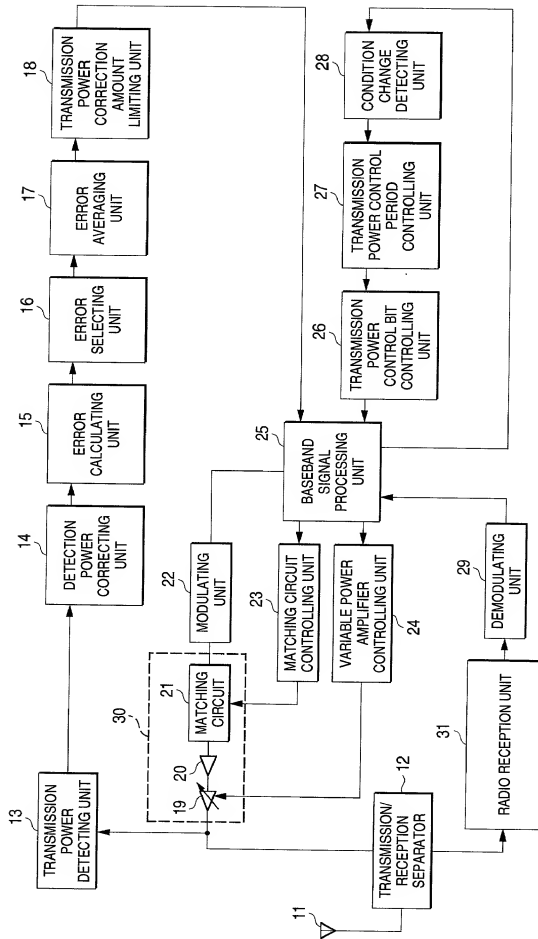 18
TRANSMISSION
POWER
CORRECTION
AMOUNT
LIMITING UNIT
17
ERROR
AVERAGING
UNIT
16
ERROR
SELECTING
UNIT
15
ERROR
CALCULATING
UNIT
14
DETECTION
POWER
CORRECTING
UNIT
13
TRANSMISSION
POWER
DETECTING UNIT
28
CONDITION
CHANGE
DETECTING
UNIT
27
TRANSMISSION
POWER CONTROL
PERIOD
CONTROLLING
UNIT
26
TRANSMISSION
POWER
CONTROL BIT
CONTROLLING
UNIT
25
BASEBAND
SIGNAL
PROCESSING
UNIT
22
MODULATING
UNIT
30
21
MATCHING
CIRCUIT
20
19
23
MATCHING CIRCUIT
CONTROLLING UNIT
24
VARIABLE POWER
AMPLIFIER
CONTROLLING UNIT
29
DEMODULATING
UNIT
31
RADIO RECEPTION UNIT
12
TRANSMISSION/
RECEPTION
SEPARATOR
11